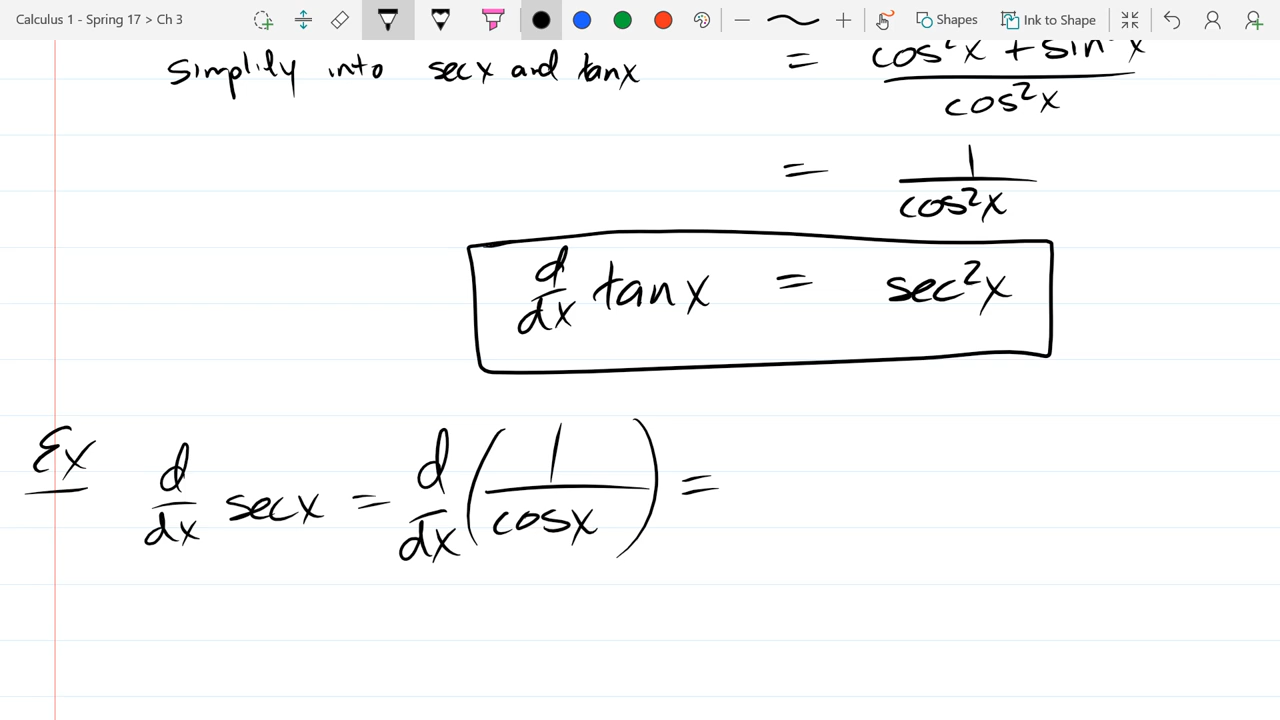 Calculus 1 - Spring 17 > Ch 3
Shapes
Ink to Shape
simplify into sec x and tan x
= cos²x + sin²x / cos²x
= 1 / cos²x
d/dx tan x = sec²x
Ex d/dx sec x = d/dx (1 / cos x) =